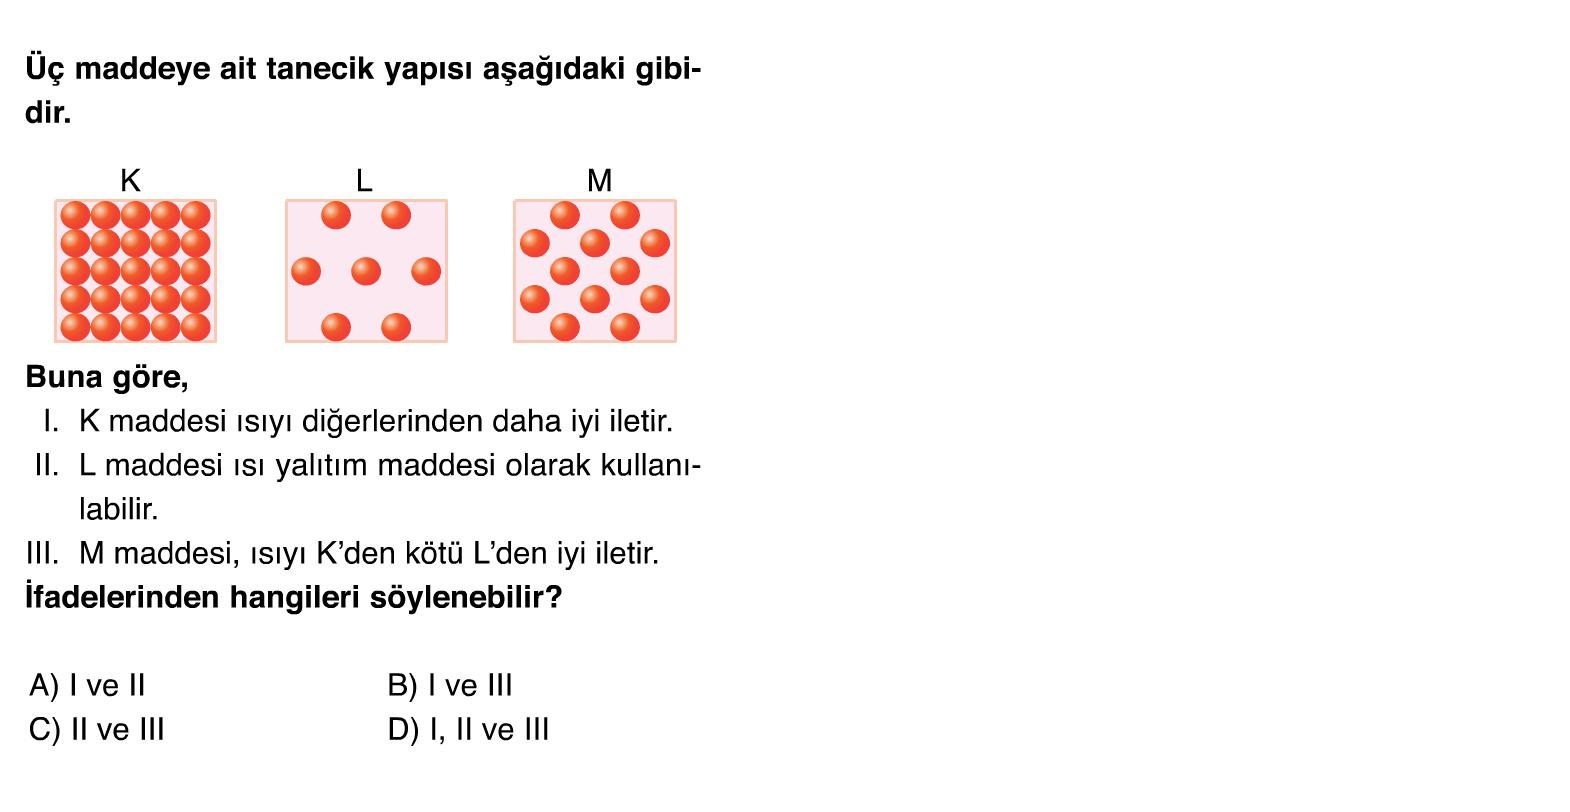 Üç maddeye ait tanecik yapısı aşağıdaki gibi-
dir.
K L M
Buna göre,
I. K maddesi ısıyı diğerlerinden daha iyi iletir.
II. L maddesi ısı yalıtım maddesi olarak kullanı-
labilir.
III. M maddesi, ısıyı K’den kötü L’den iyi iletir.
İfadelerinden hangileri söylenebilir?
A) I ve II B) I ve III
C) II ve III D) I, II ve III